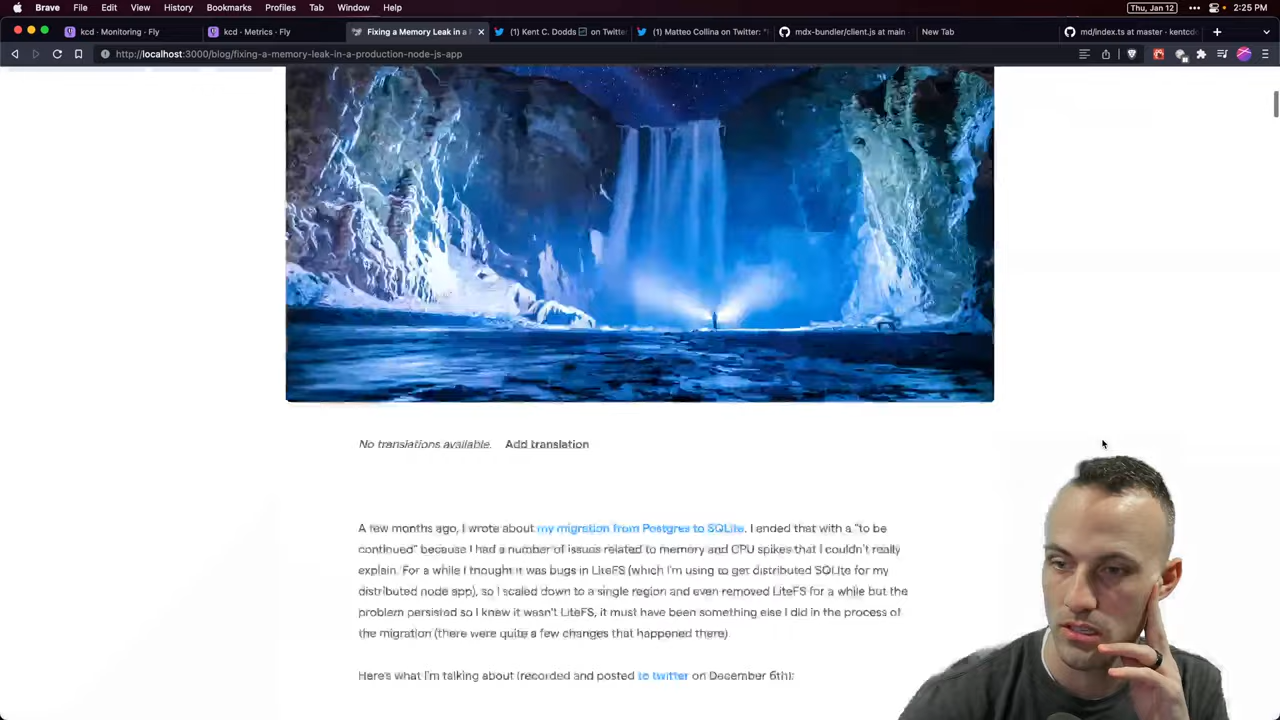 Brave File Edit View History Bookmarks Profiles Tab Window Help Thu, Jan 12 2:25 PM
kcd · Monitoring · Fly kcd · Metrics · Fly Fixing a Memory Leak in a (1) Kent C. Dodds on Twitte (1) Matteo Collina on Twitter: " mdx-bundler/client.js at main New Tab md/index.ts at master · kentcdo
http://localhost:3000/blog/fixing-a-memory-leak-in-a-production-node-js-app
No translations available. Add translation
A few months ago, I wrote about my migration from Postgres to SQLite. I ended that with a "to be
continued" because I had a number of issues related to memory and CPU spikes that I couldn't really
explain. For a while I thought it was bugs in LiteFS (which I'm using to get distributed SQLite for my
distributed node app), so I scaled down to a single region and even removed LiteFS for a while but the
problem persisted so I knew it wasn't LiteFS, it must have been something else I did in the process of
the migration (there were quite a few changes that happened there).
Here's what I'm talking about (recorded and posted to twitter on December 6th):